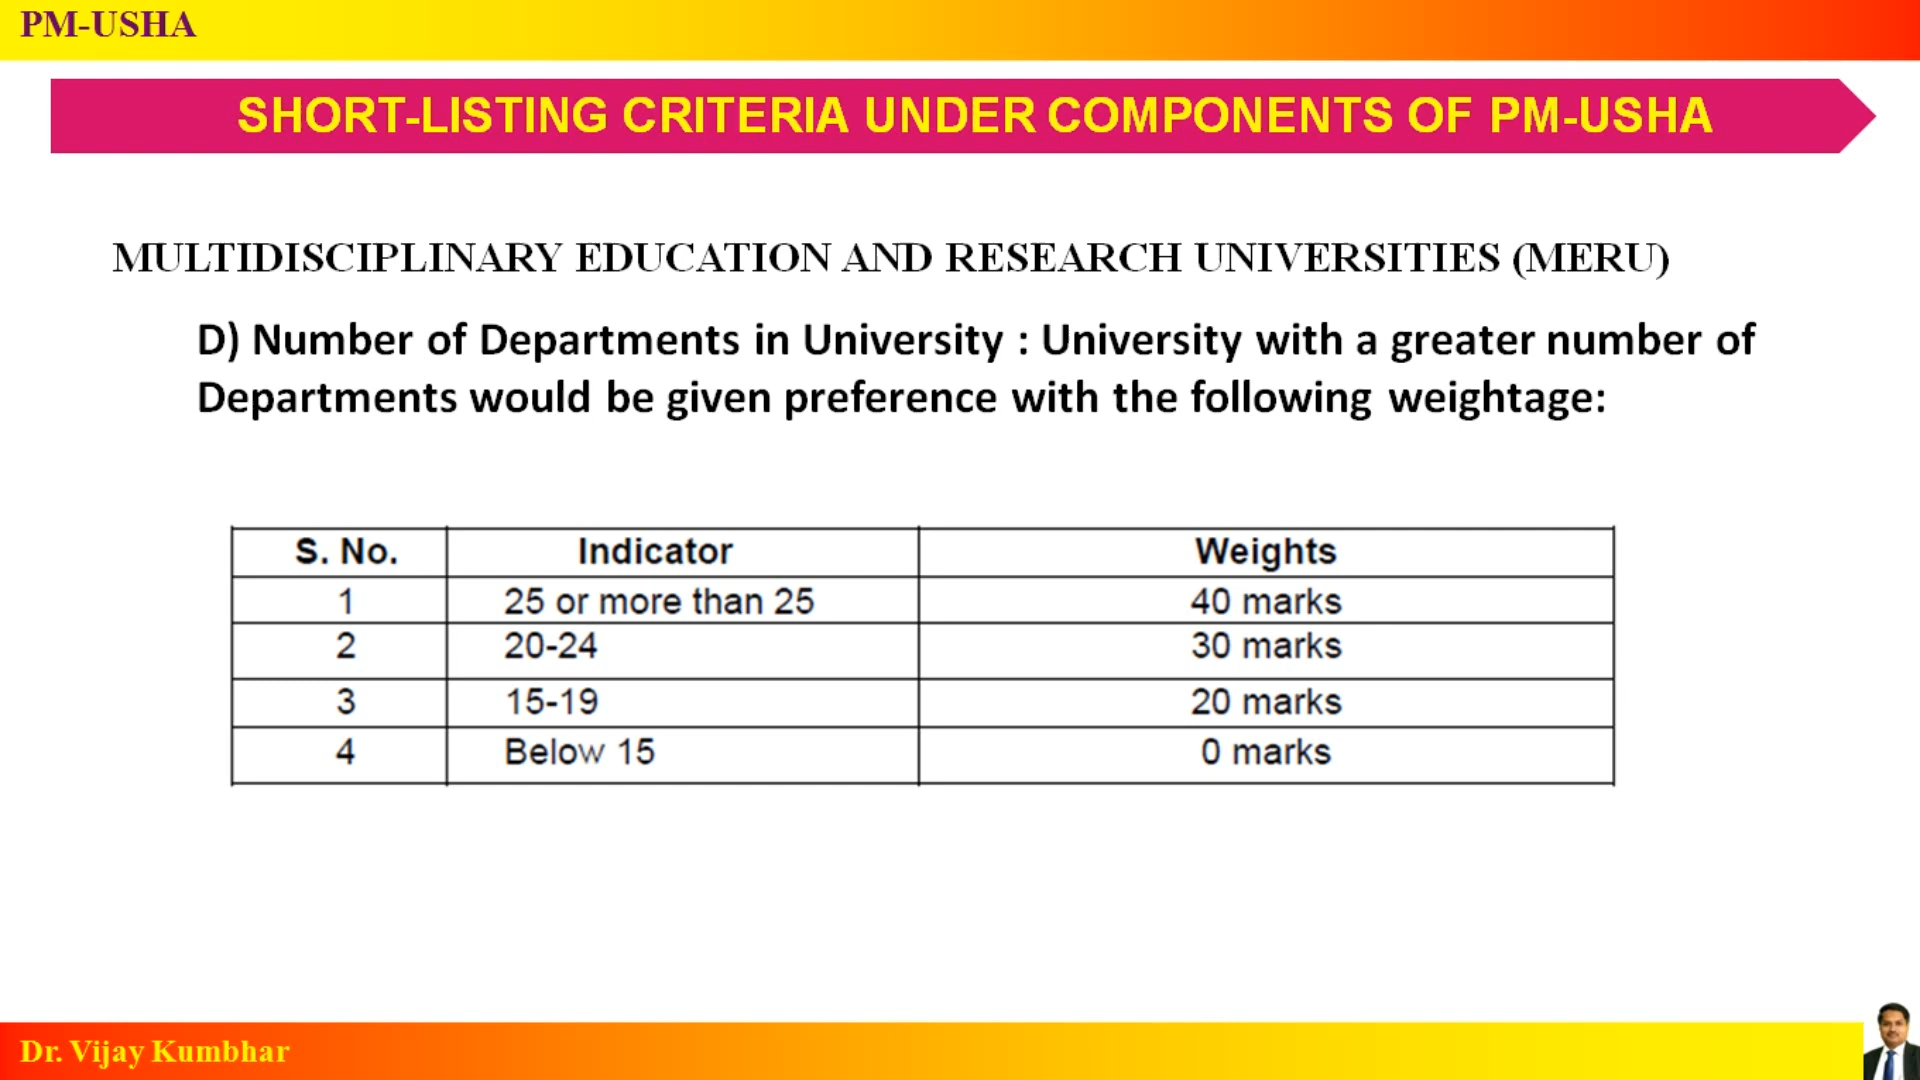 PM-USHA
SHORT-LISTING CRITERIA UNDER COMPONENTS OF PM-USHA
MULTIDISCIPLINARY EDUCATION AND RESEARCH UNIVERSITIES (MERU)
D) Number of Departments in University : University with a greater number of
Departments would be given preference with the following weightage:
S. No. Indicator Weights
1 25 or more than 25 40 marks
2 20-24 30 marks
3 15-19 20 marks
4 Below 15 0 marks
Dr. Vijay Kumbhar